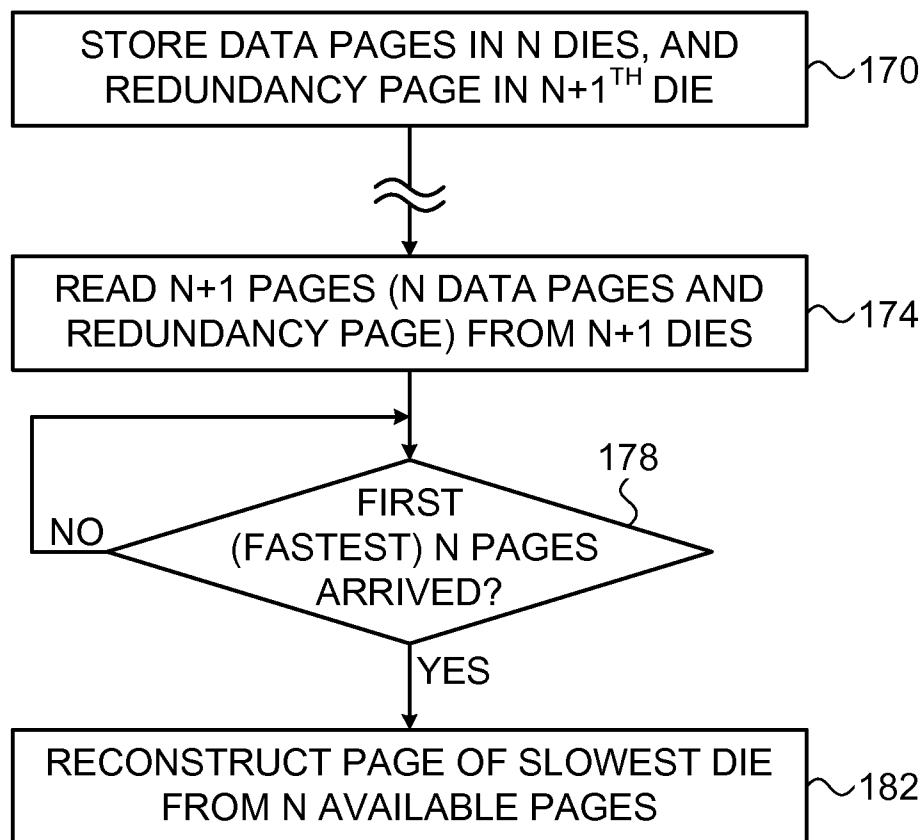 STORE DATA PAGES IN N DIES, AND
REDUNDANCY PAGE IN N+1TH DIE
170
READ N+1 PAGES (N DATA PAGES AND
REDUNDANCY PAGE) FROM N+1 DIES
174
178
FIRST
(FASTEST) N PAGES
ARRIVED?
NO
YES
RECONSTRUCT PAGE OF SLOWEST DIE
FROM N AVAILABLE PAGES
182